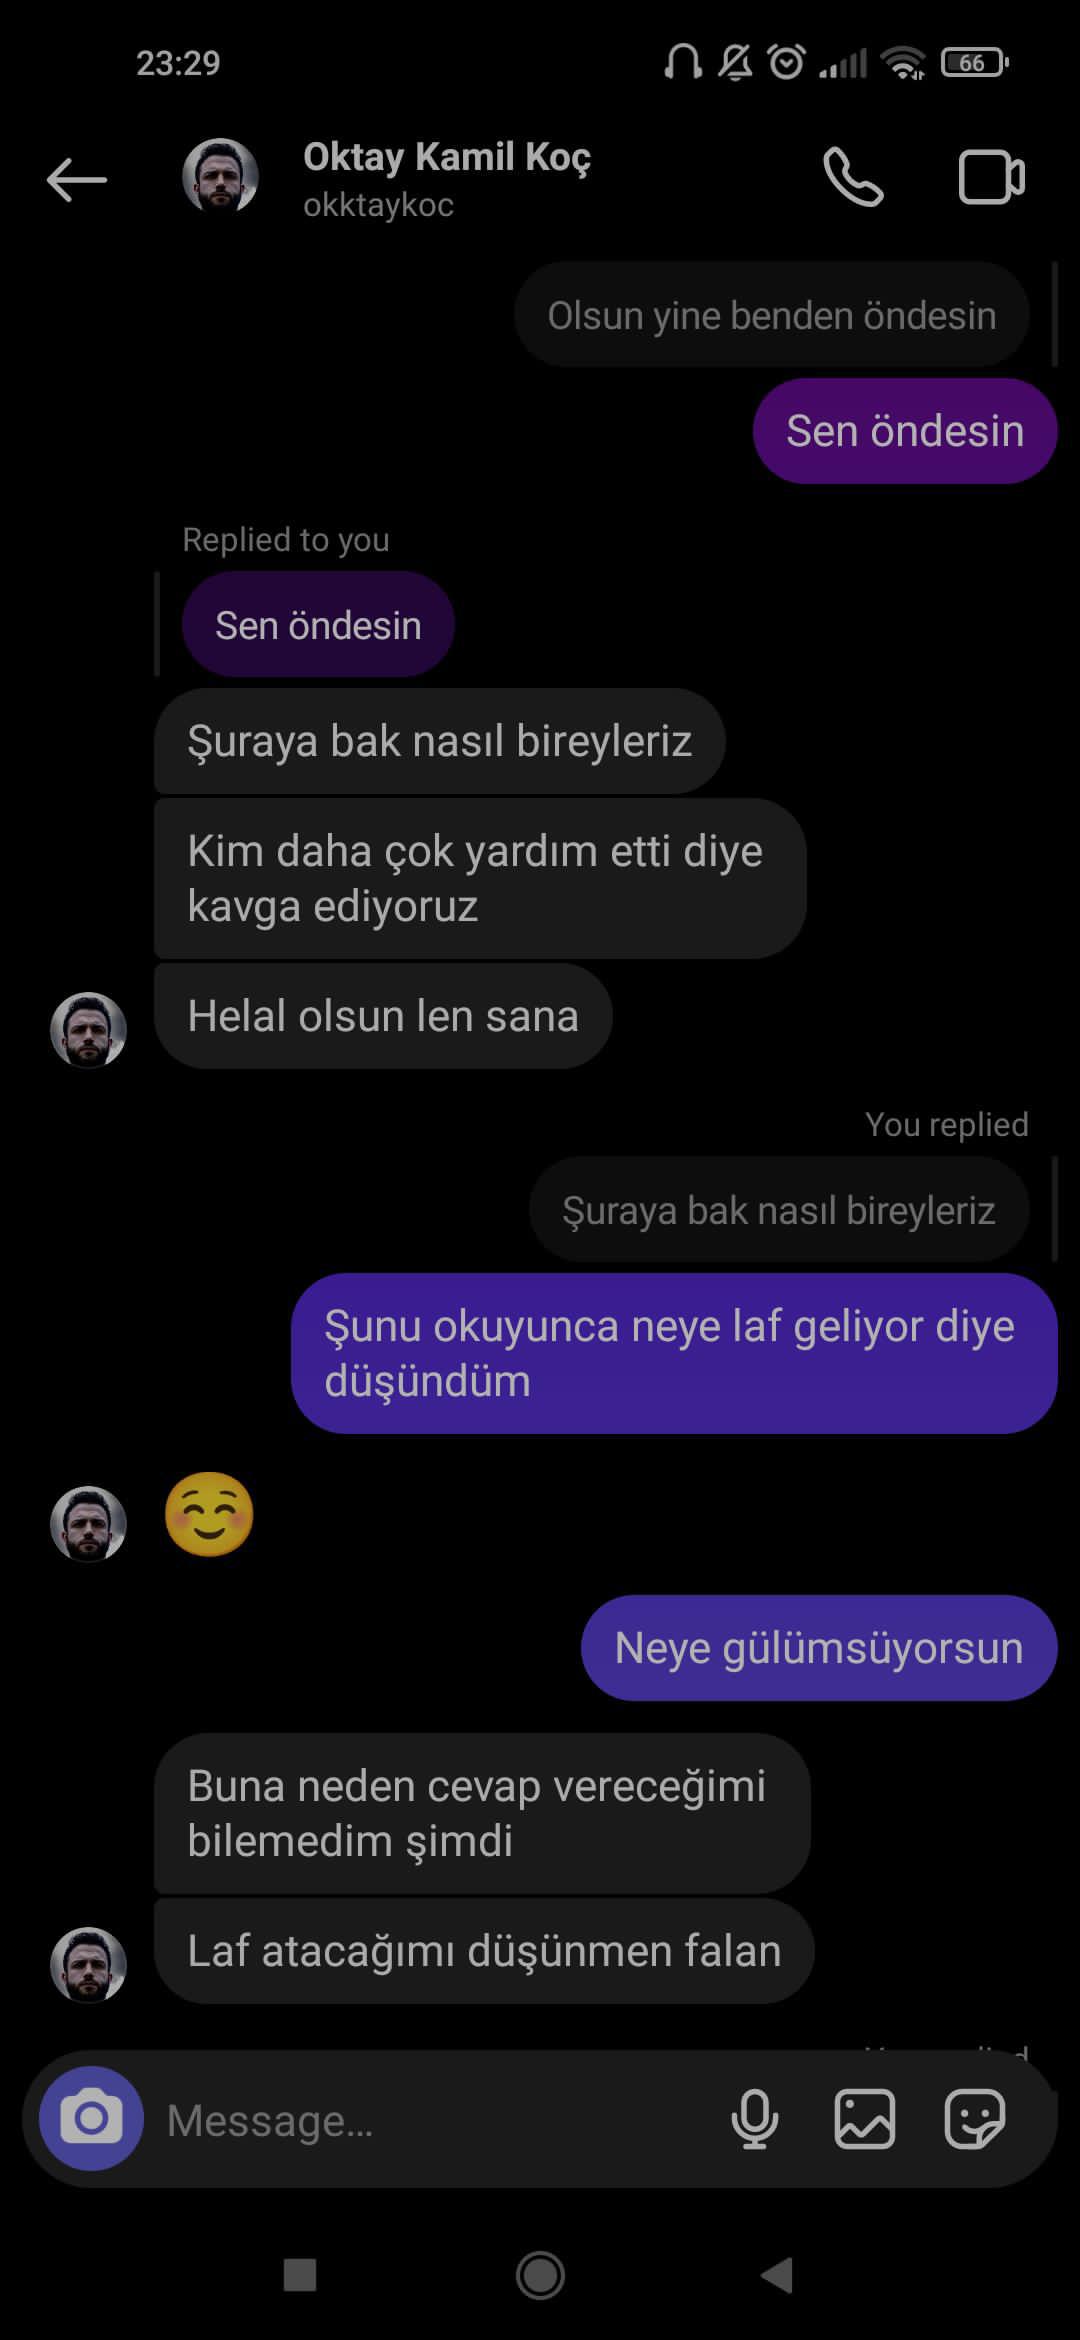 23:29
66
Oktay Kamil Koç
okktaykoc
Olsun yine benden öndesin
Sen öndesin
Replied to you
Sen öndesin
Şuraya bak nasıl bireyleriz
Kim daha çok yardım etti diye
kavga ediyoruz
Helal olsun len sana
You replied
Şuraya bak nasıl bireyleriz
Şunu okuyunca neye laf geliyor diye
düşündüm
Neye gülümsüyorsun
Buna neden cevap vereceğimi
bilemedim şimdi
Laf atacağımı düşünmen falan
Message...